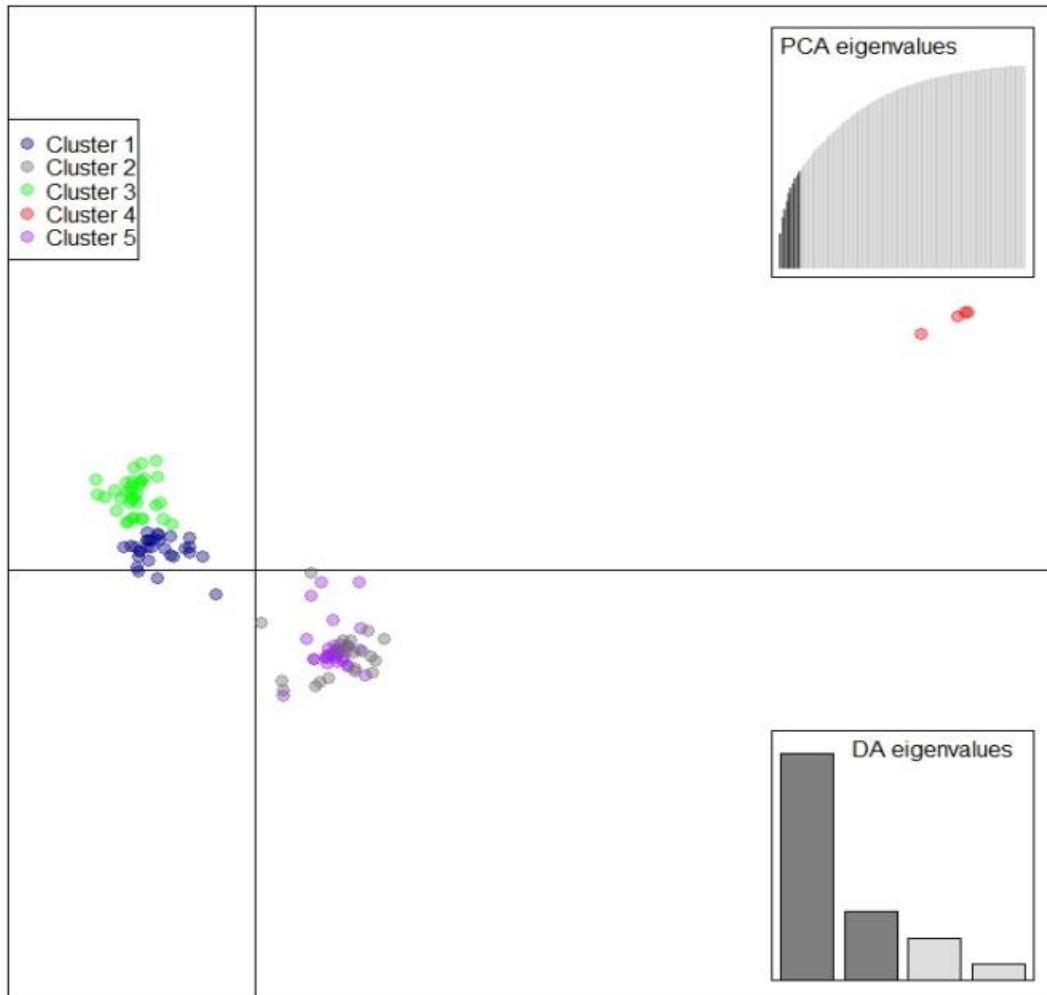 PCA eigenvalues
Cluster 1
Cluster 2
Cluster 3
Cluster 4
Cluster 5
DA eigenvalues